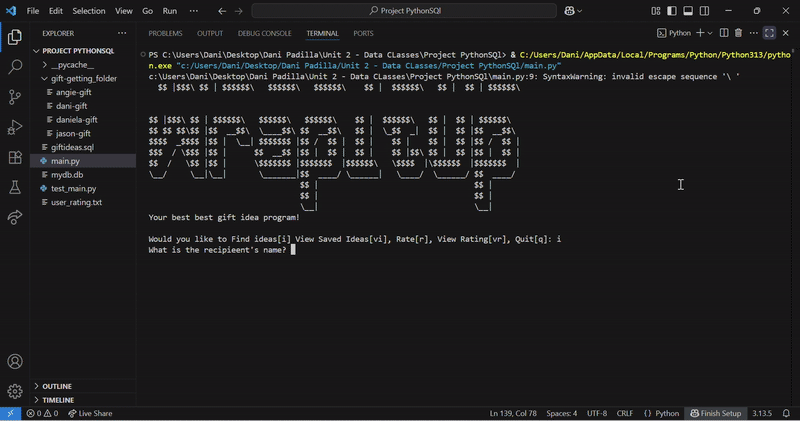 File Edit Selection View Go Run ... Project PythonSQl
EXPLORER ...
PROJECT PYTHONSQL
__pycache__
gift-getting_folder
angie-gift
dani-gift
daniela-gift
jason-gift
giftideas.sql
main.py
mydb.db
test_main.py
user_rating.txt
OUTLINE
TIMELINE
PROBLEMS OUTPUT DEBUG CONSOLE TERMINAL PORTS Python
PS C:\Users\Dani\Desktop\Dani Padilla\Unit 2 - Data CLasses\Project PythonSQl> & C:/Users/Dani/AppData/Local/Programs/Python/Python313/pytho
n.exe "c:/Users/Dani/Desktop/Dani Padilla/Unit 2 - Data CLasses/Project PythonSQl/main.py"
c:\Users\Dani\Desktop\Dani Padilla\Unit 2 - Data CLasses\Project PythonSQl\main.py:9: SyntaxWarning: invalid escape sequence '\ '
Your best best gift idea program!
Would you like to Find ideas[i] View Saved Ideas[vi], Rate[r], View Rating[vr], Quit[q]: i
What is the recipieent's name?
0 0 Live Share Ln 139, Col 78 Spaces: 4 UTF-8 CRLF {} Python Finish Setup 3.13.5